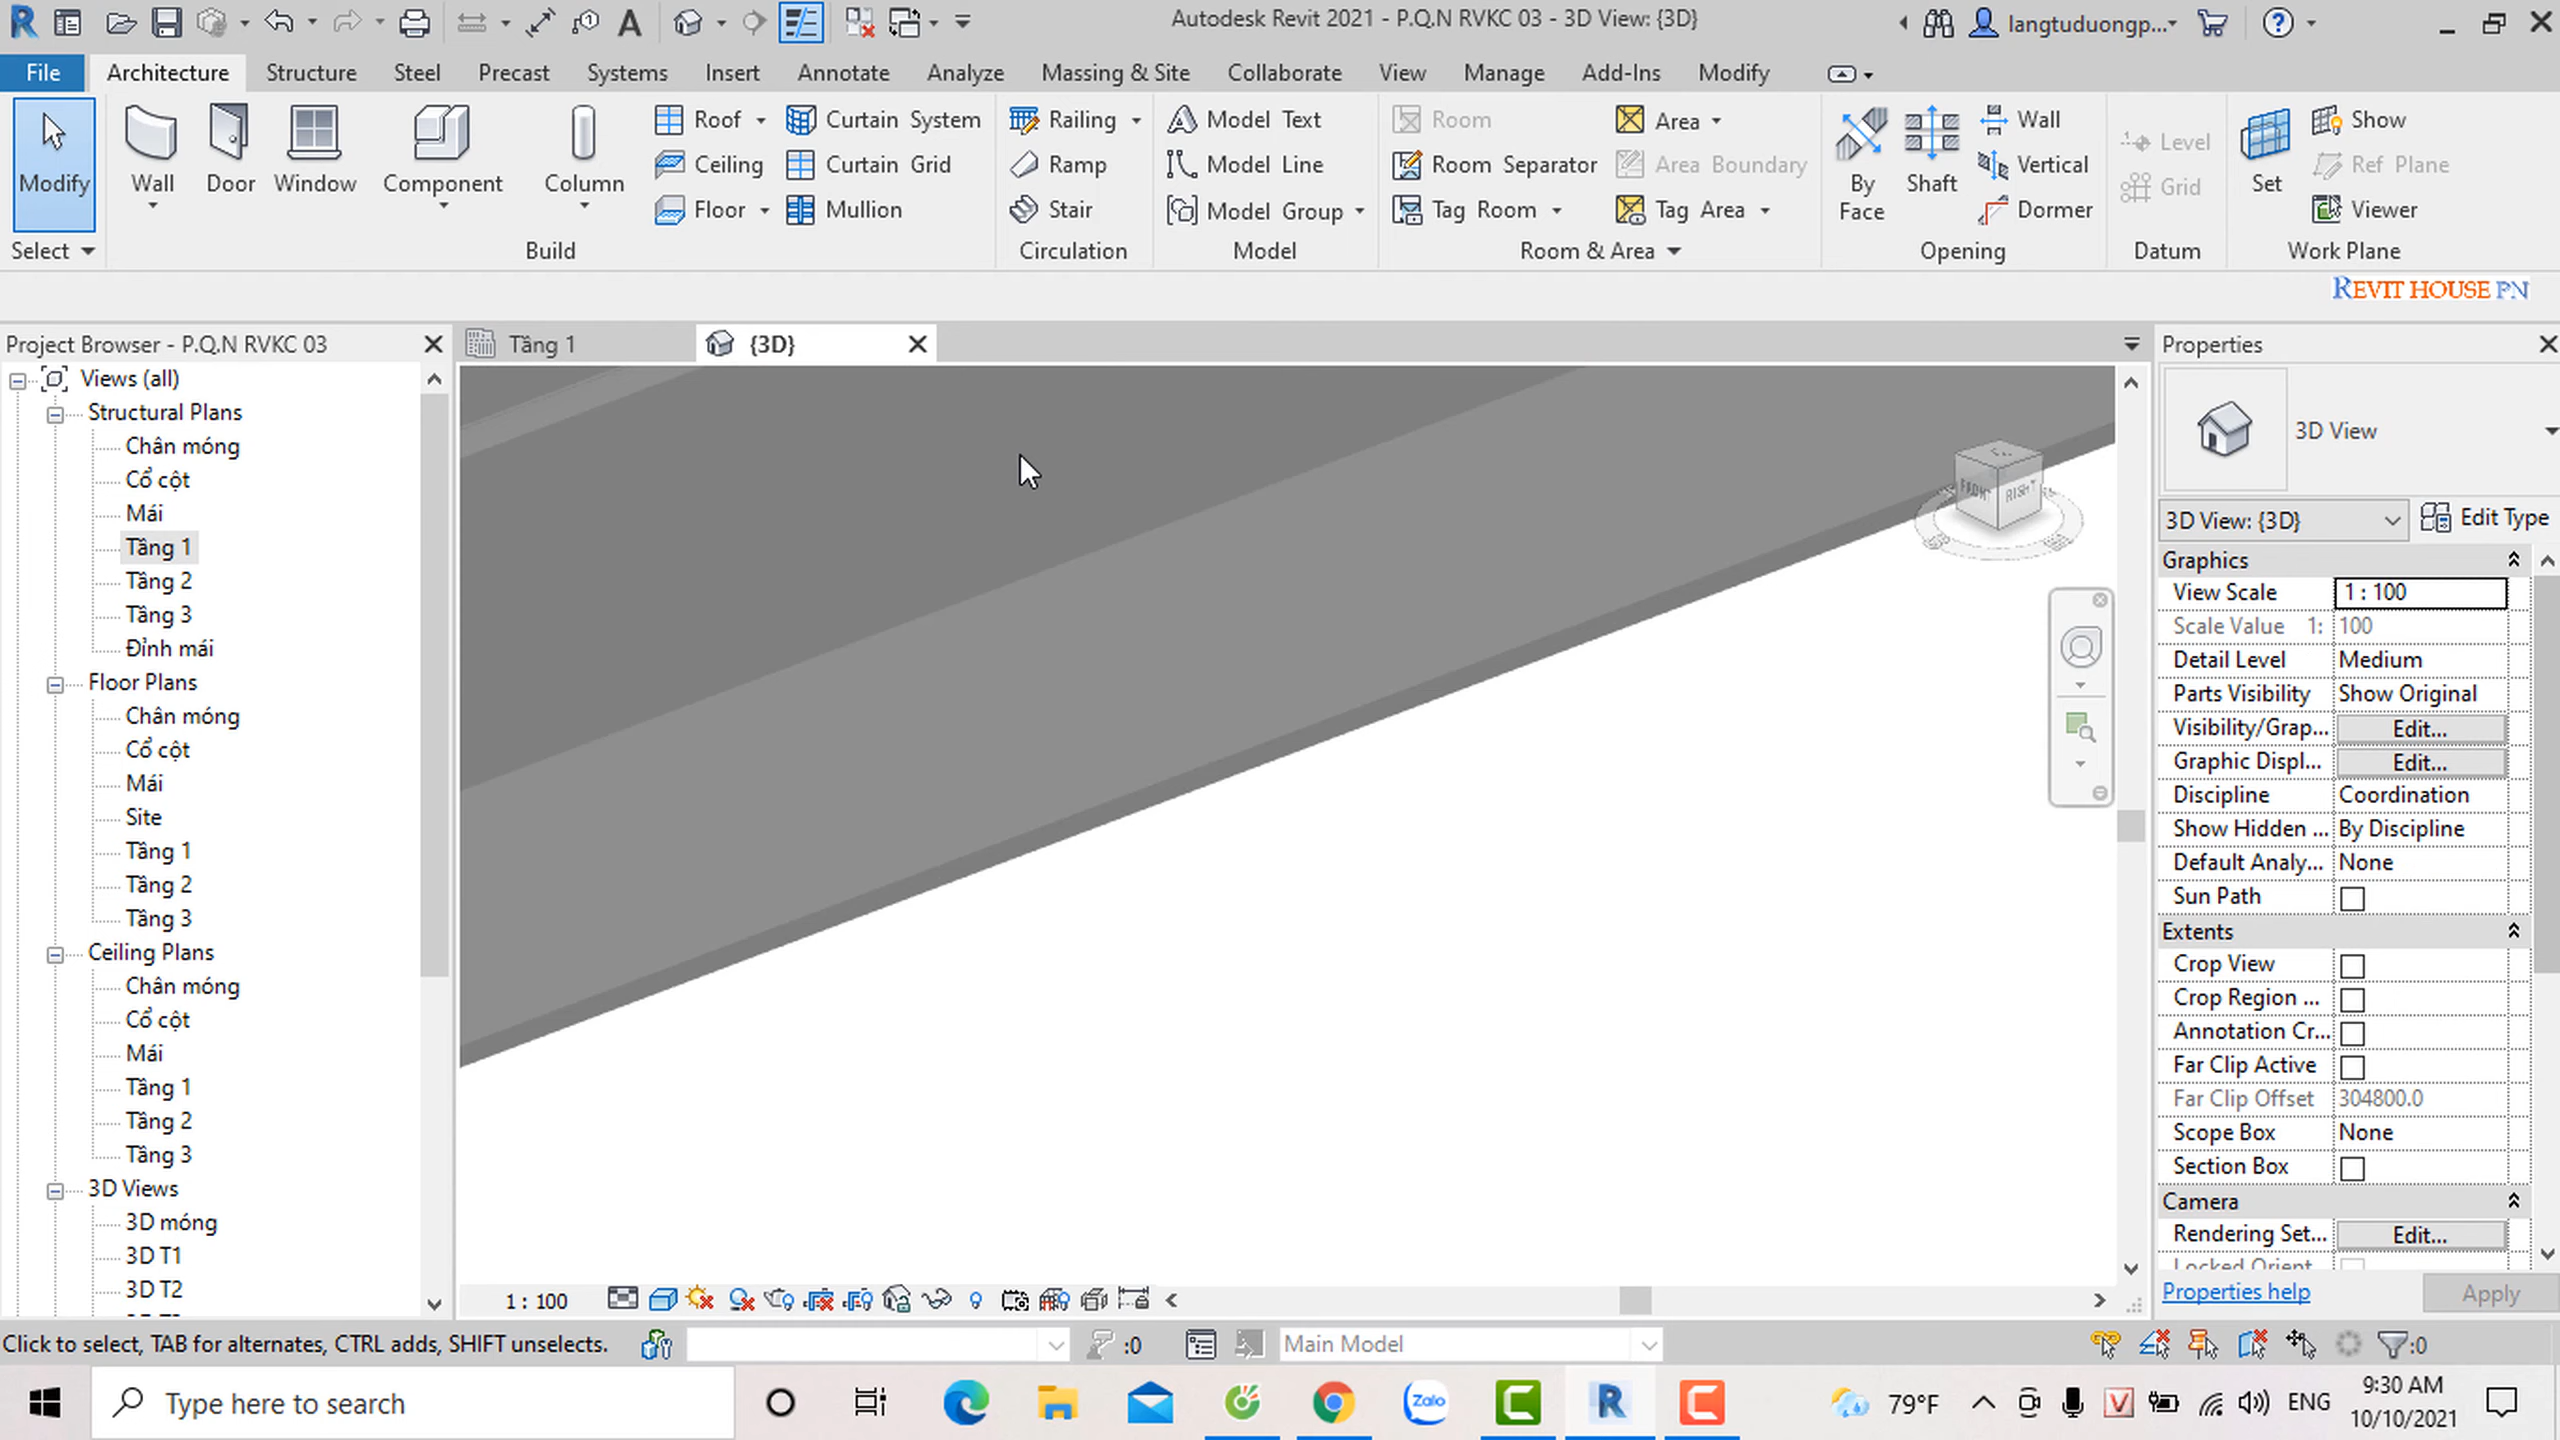 Autodesk Revit 2021 - P.Q.N RVKC 03 - 3D View: {3D}
langtuduongp...
File
Architecture
Structure
Steel
Precast
Systems
Insert
Annotate
Analyze
Massing & Site
Collaborate
View
Manage
Add-Ins
Modify
Modify
Wall
Door
Window
Component
Column
Roof
Ceiling
Floor
Curtain System
Curtain Grid
Mullion
Railing
Ramp
Stair
Model Text
Model Line
Model Group
Room
Room Separator
Tag Room
Area
Area Boundary
Tag Area
By Face
Shaft
Wall
Vertical
Dormer
Level
Grid
Set
Show
Ref Plane
Viewer
Select
Build
Circulation
Model
Room & Area
Opening
Datum
Work Plane
REVIT HOUSE PN
Project Browser - P.Q.N RVKC 03
Views (all)
Structural Plans
Chân móng
Cổ cột
Mái
Tầng 1
Tầng 2
Tầng 3
Đỉnh mái
Floor Plans
Chân móng
Cổ cột
Mái
Site
Tầng 1
Tầng 2
Tầng 3
Ceiling Plans
Chân móng
Cổ cột
Mái
Tầng 1
Tầng 2
Tầng 3
3D Views
3D móng
3D T1
3D T2
Tầng 1
{3D}
FRONT
RIGHT
1 : 100
Properties
3D View
3D View: {3D}
Edit Type
Graphics
View Scale 1 : 100
Scale Value 1: 100
Detail Level Medium
Parts Visibility Show Original
Visibility/Grap... Edit...
Graphic Displ... Edit...
Discipline Coordination
Show Hidden ... By Discipline
Default Analy... None
Sun Path
Extents
Crop View
Crop Region ...
Annotation Cr...
Far Clip Active
Far Clip Offset 304800.0
Scope Box None
Section Box
Camera
Rendering Set... Edit...
Locked Orient...
Properties help
Apply
Click to select, TAB for alternates, CTRL adds, SHIFT unselects.
:0
Main Model
:0
Type here to search
Zalo
79°F
ENG
9:30 AM
10/10/2021